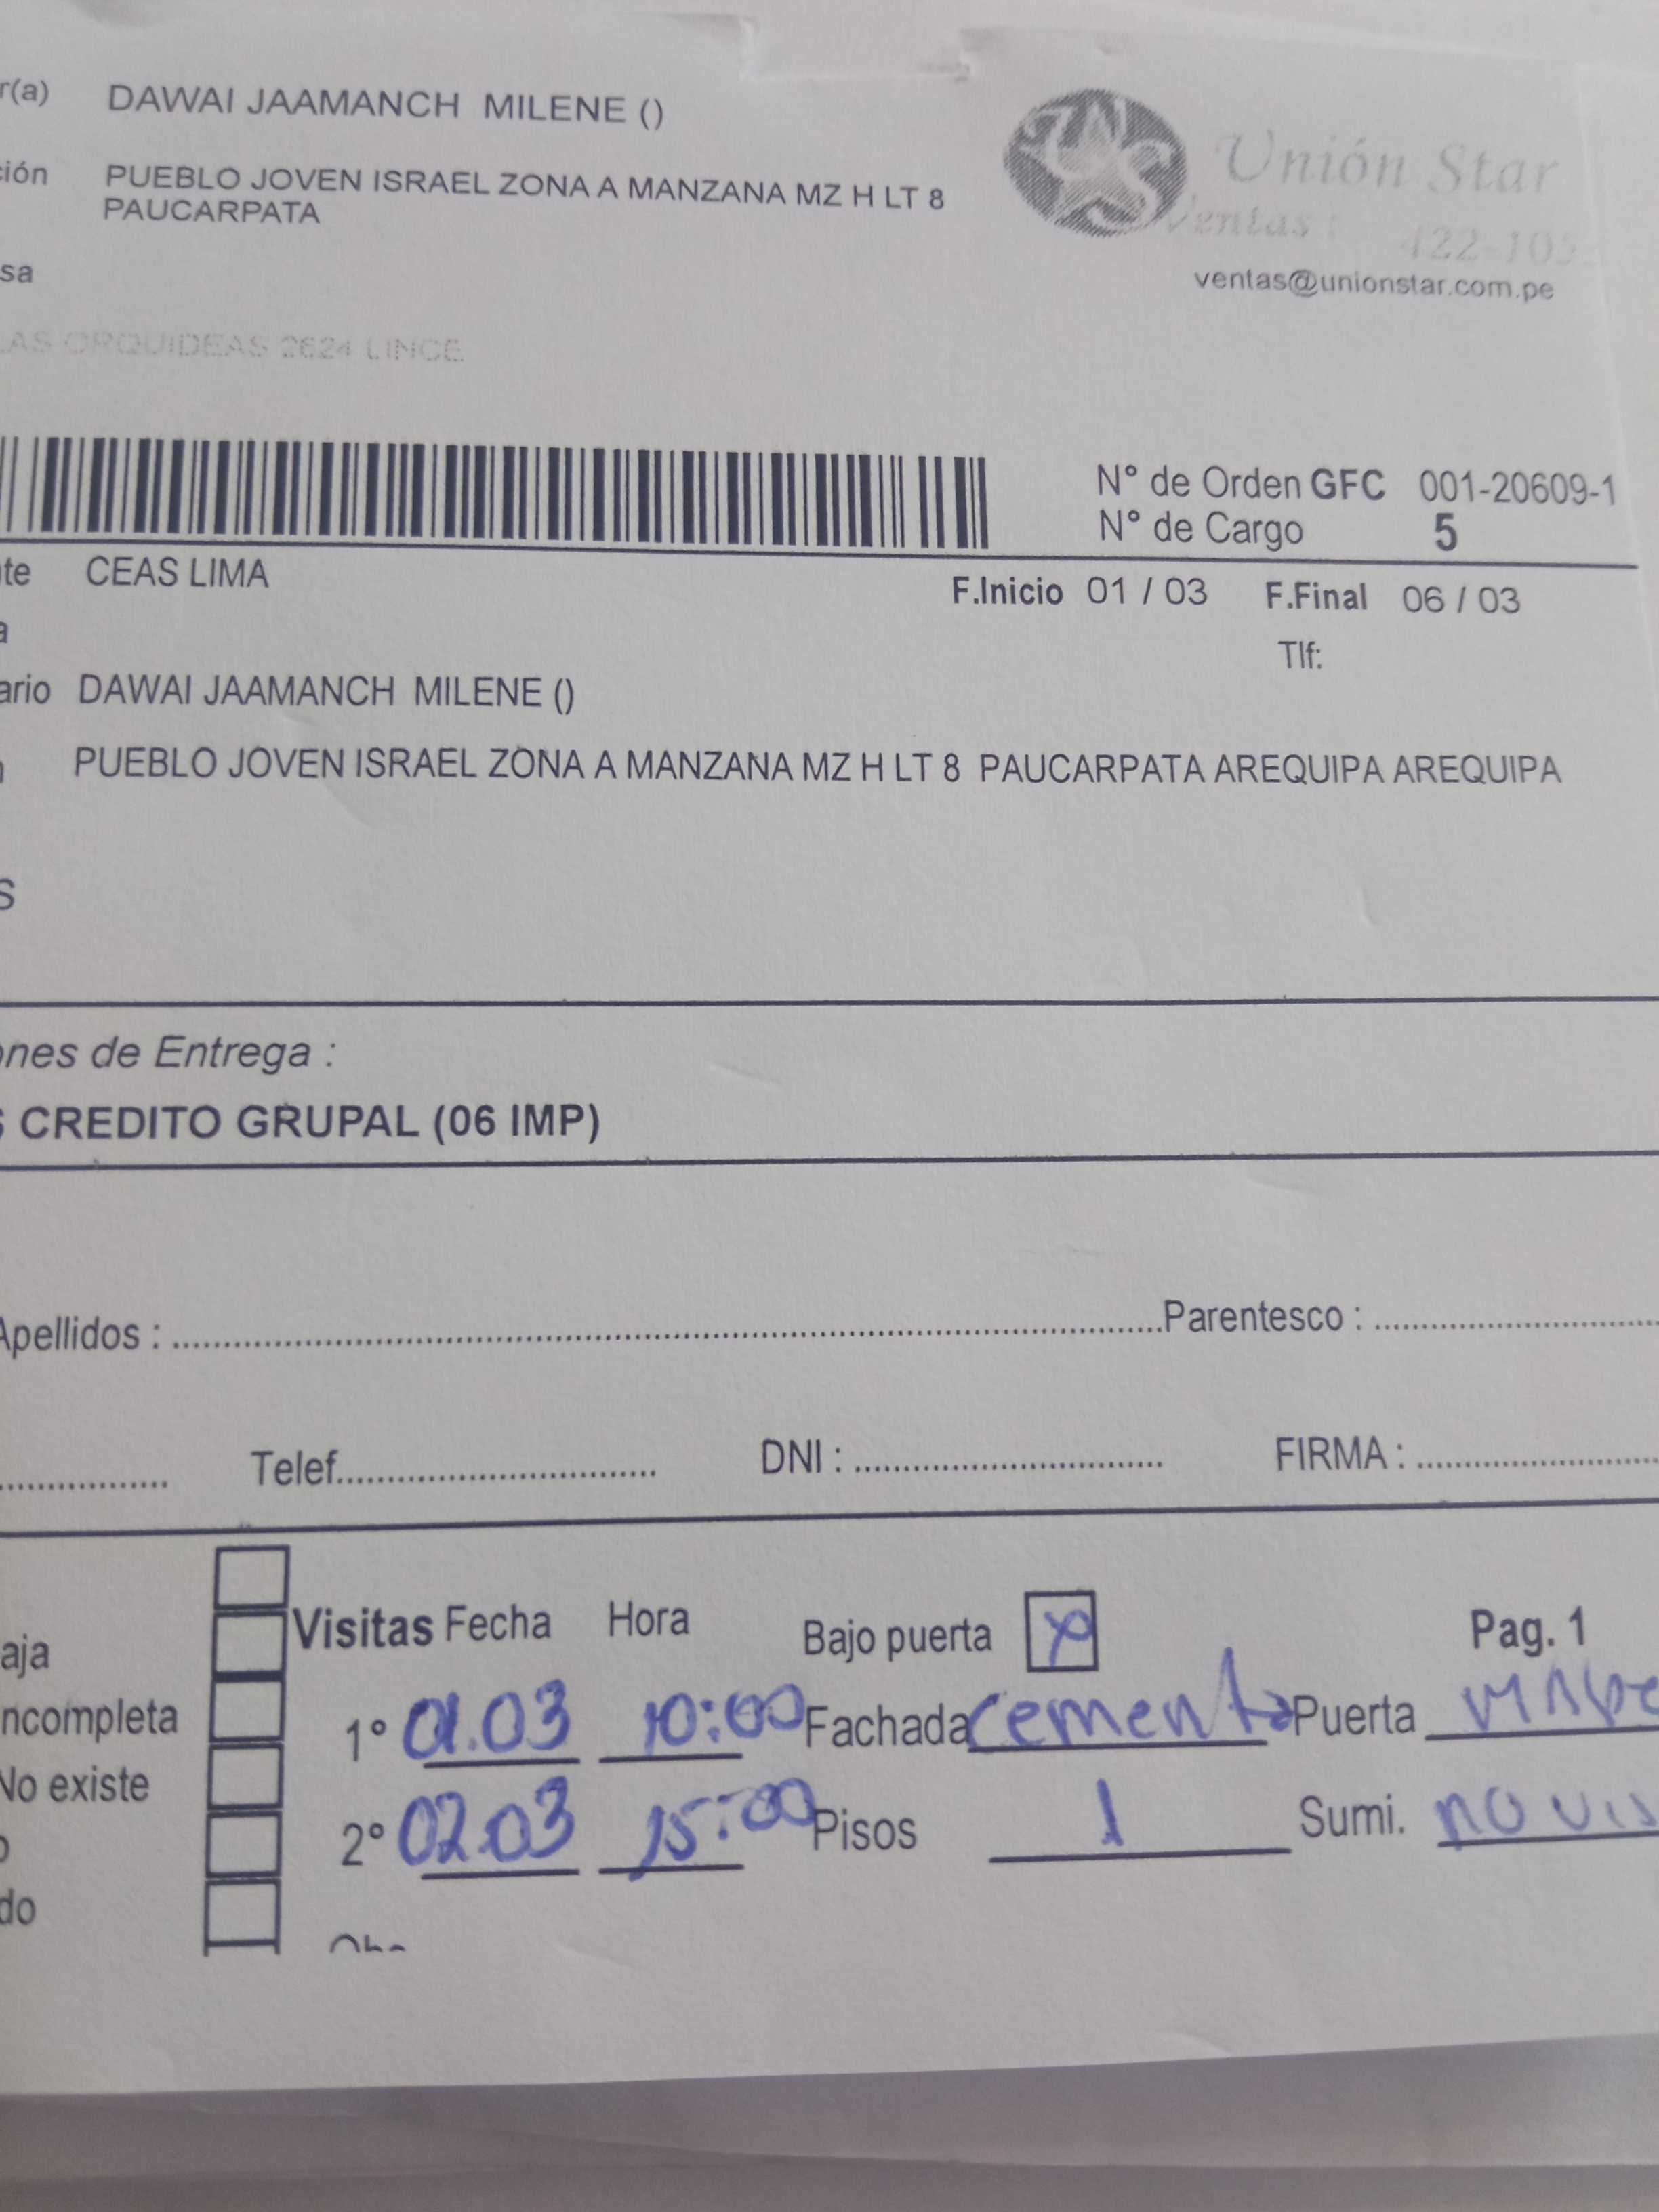 r(a) DAWAI JAAMANCH MILENE ()
ción PUEBLO JOVEN ISRAEL ZONA A MANZANA MZ H LT 8
PAUCARPATA
Unión Star
Ventas :
ventas@unionstar.com.pe
sa
LAS ORQUIDEAS 2624 LINCE
N° de Orden GFC 001-20609-1
N° de Cargo 5
te CEAS LIMA
F.Inicio 01 / 03 F.Final 06 / 03
a
Tlf:
ario DAWAI JAAMANCH MILENE ()
PUEBLO JOVEN ISRAEL ZONA A MANZANA MZ H LT 8 PAUCARPATA AREQUIPA AREQUIPA
S
ones de Entrega :
S CREDITO GRUPAL (06 IMP)
Apellidos : Parentesco :
Telef. DNI : FIRMA :
Visitas Fecha Hora Bajo puerta X Pag. 1
aja
1° 01.03 10:00 Fachada cemento Puerta
ncompleta
No existe
2° 02.03 15:00 Pisos 1 Sumi. no vis
o
do